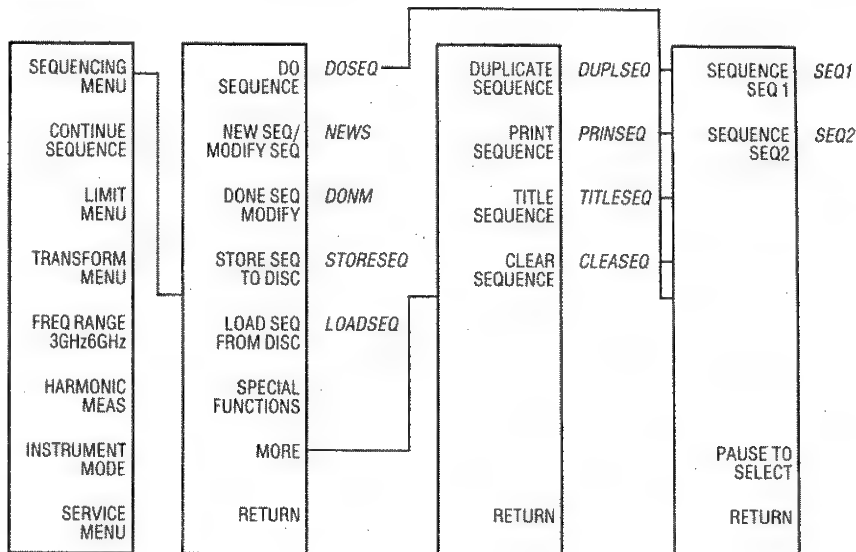 SEQUENCING
MENU
CONTINUE
SEQUENCE
LIMIT
MENU
TRANSFORM
MENU
FREQ RANGE
3GHz6GHz
HARMONIC
MEAS
INSTRUMENT
MODE
SERVICE
MENU
DO
SEQUENCE
DOSEQ
NEW SEQ/
MODIFY SEQ
NEWS
DONE SEQ
MODIFY
DONM
STORE SEQ
TO DISC
STORESEQ
LOAD SEQ
FROM DISC
LOADSEQ
SPECIAL
FUNCTIONS
MORE
RETURN
DUPLICATE
SEQUENCE
DUPLSEQ
PRINT
SEQUENCE
PRINSEQ
TITLE
SEQUENCE
TITLESEQ
CLEAR
SEQUENCE
CLEASEQ
RETURN
SEQUENCE
SEQ 1
SEQ1
SEQUENCE
SEQ2
SEQ2
PAUSE TO
SELECT
RETURN